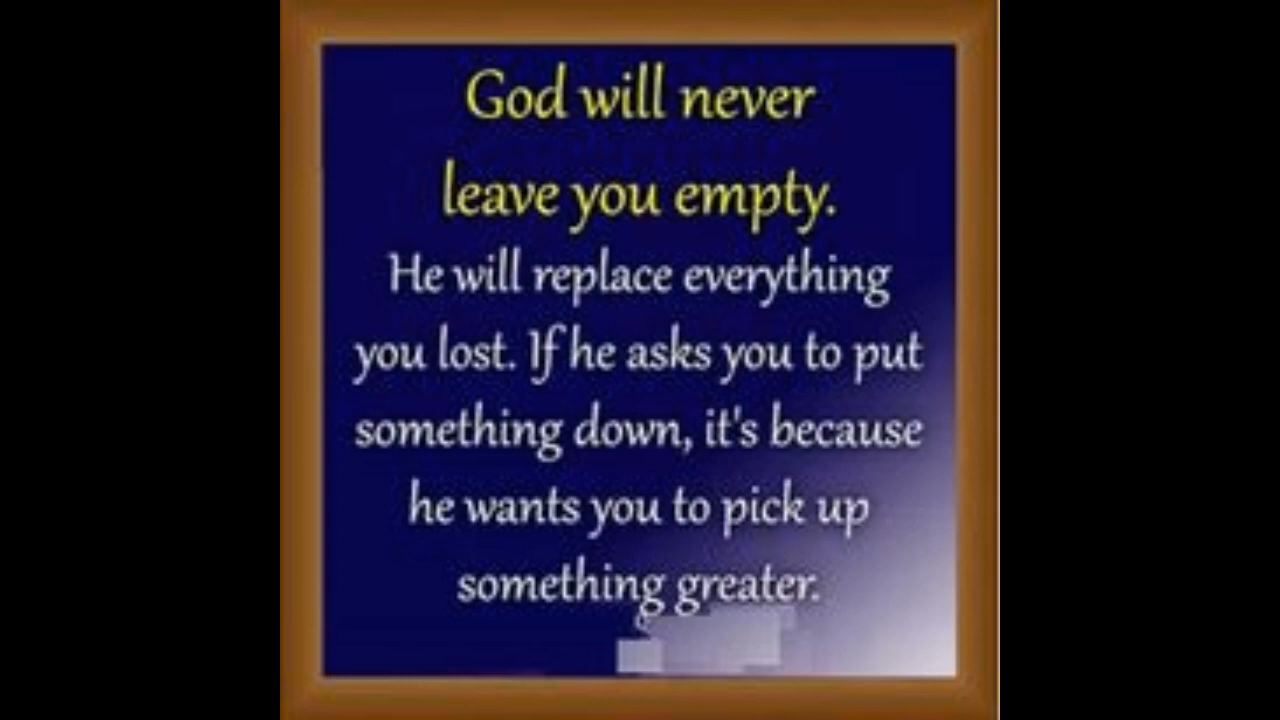 God will never
leave you empty.
He will replace everything
you lost. If he asks you to put
something down, it's because
he wants you to pick up
something greater.